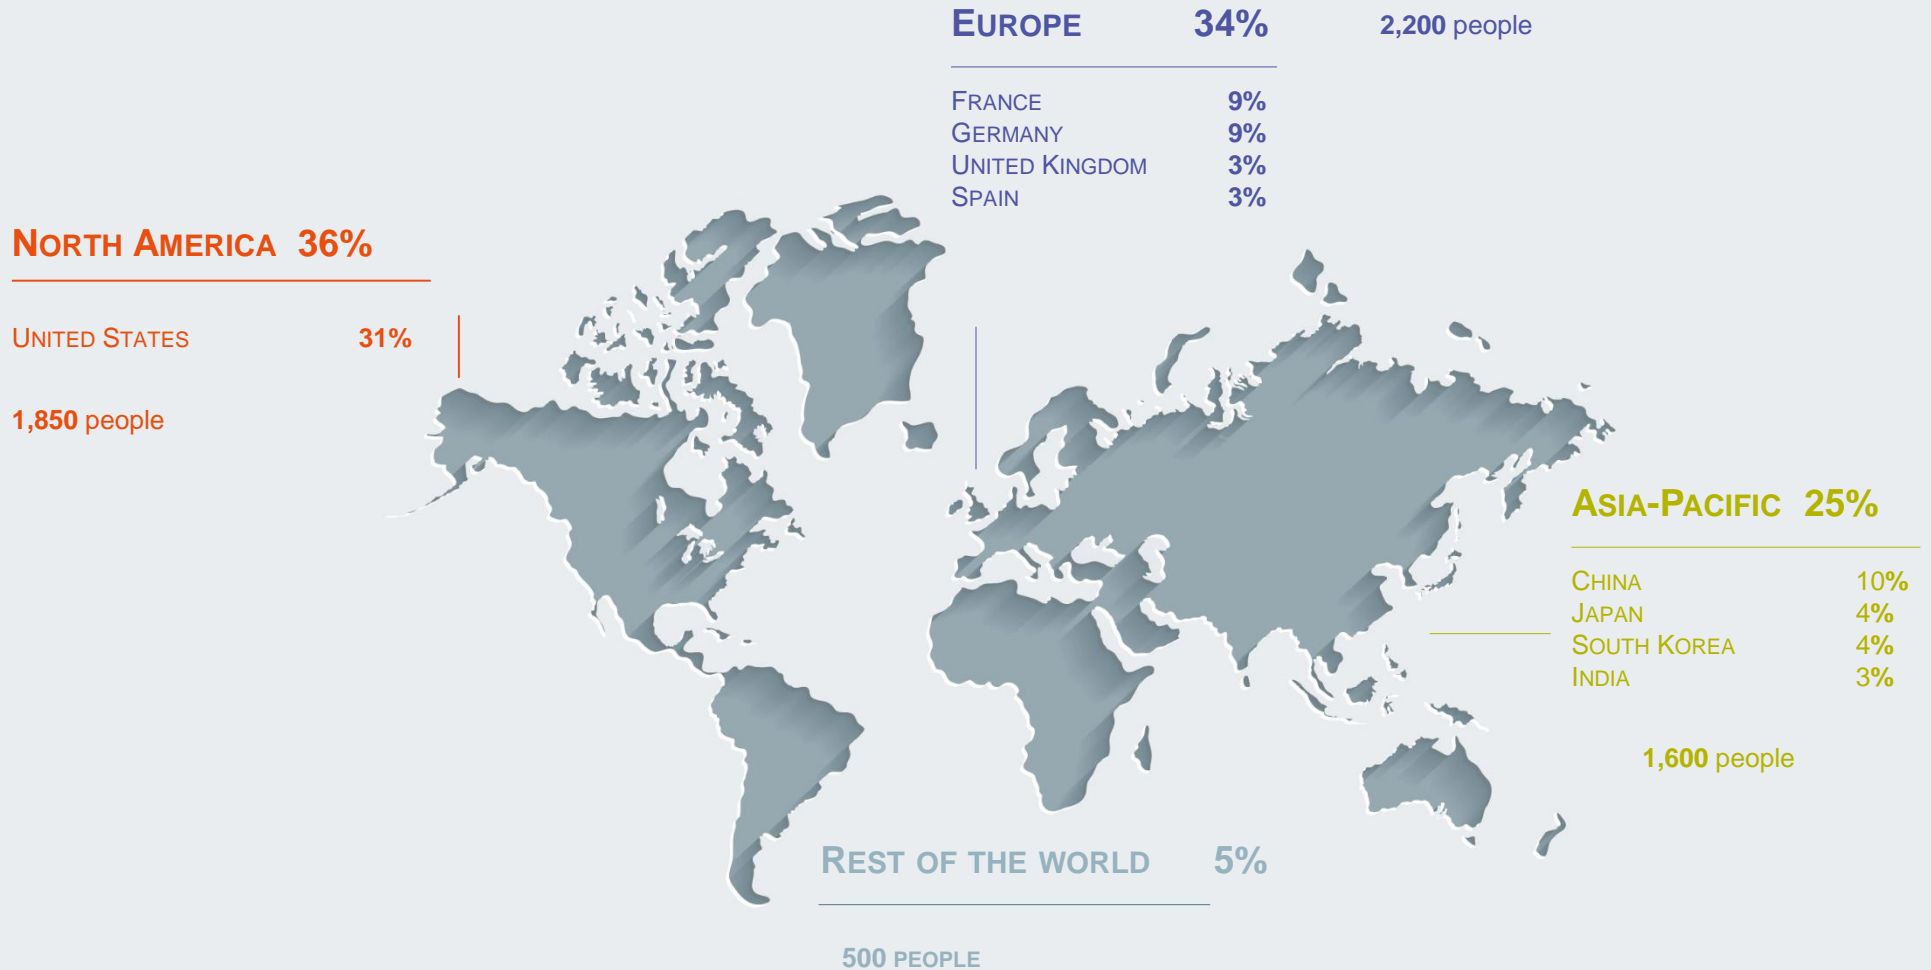 EUROPE 34% 2,200 people
FRANCE 9%
GERMANY 9%
UNITED KINGDOM 3%
SPAIN 3%
NORTH AMERICA 36%
UNITED STATES 31%
1,850 people
ASIA-PACIFIC 25%
CHINA 10%
JAPAN 4%
SOUTH KOREA 4%
INDIA 3%
1,600 people
REST OF THE WORLD 5%
500 PEOPLE